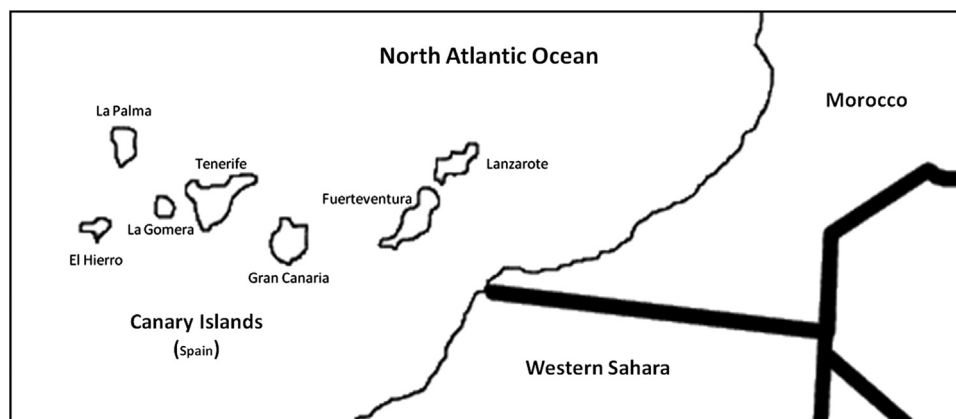 North Atlantic Ocean
Morocco
La Palma
Tenerife
Lanzarote
Fuerteventura
La Gomera
El Hierro
Gran Canaria
Canary Islands
(Spain)
Western Sahara